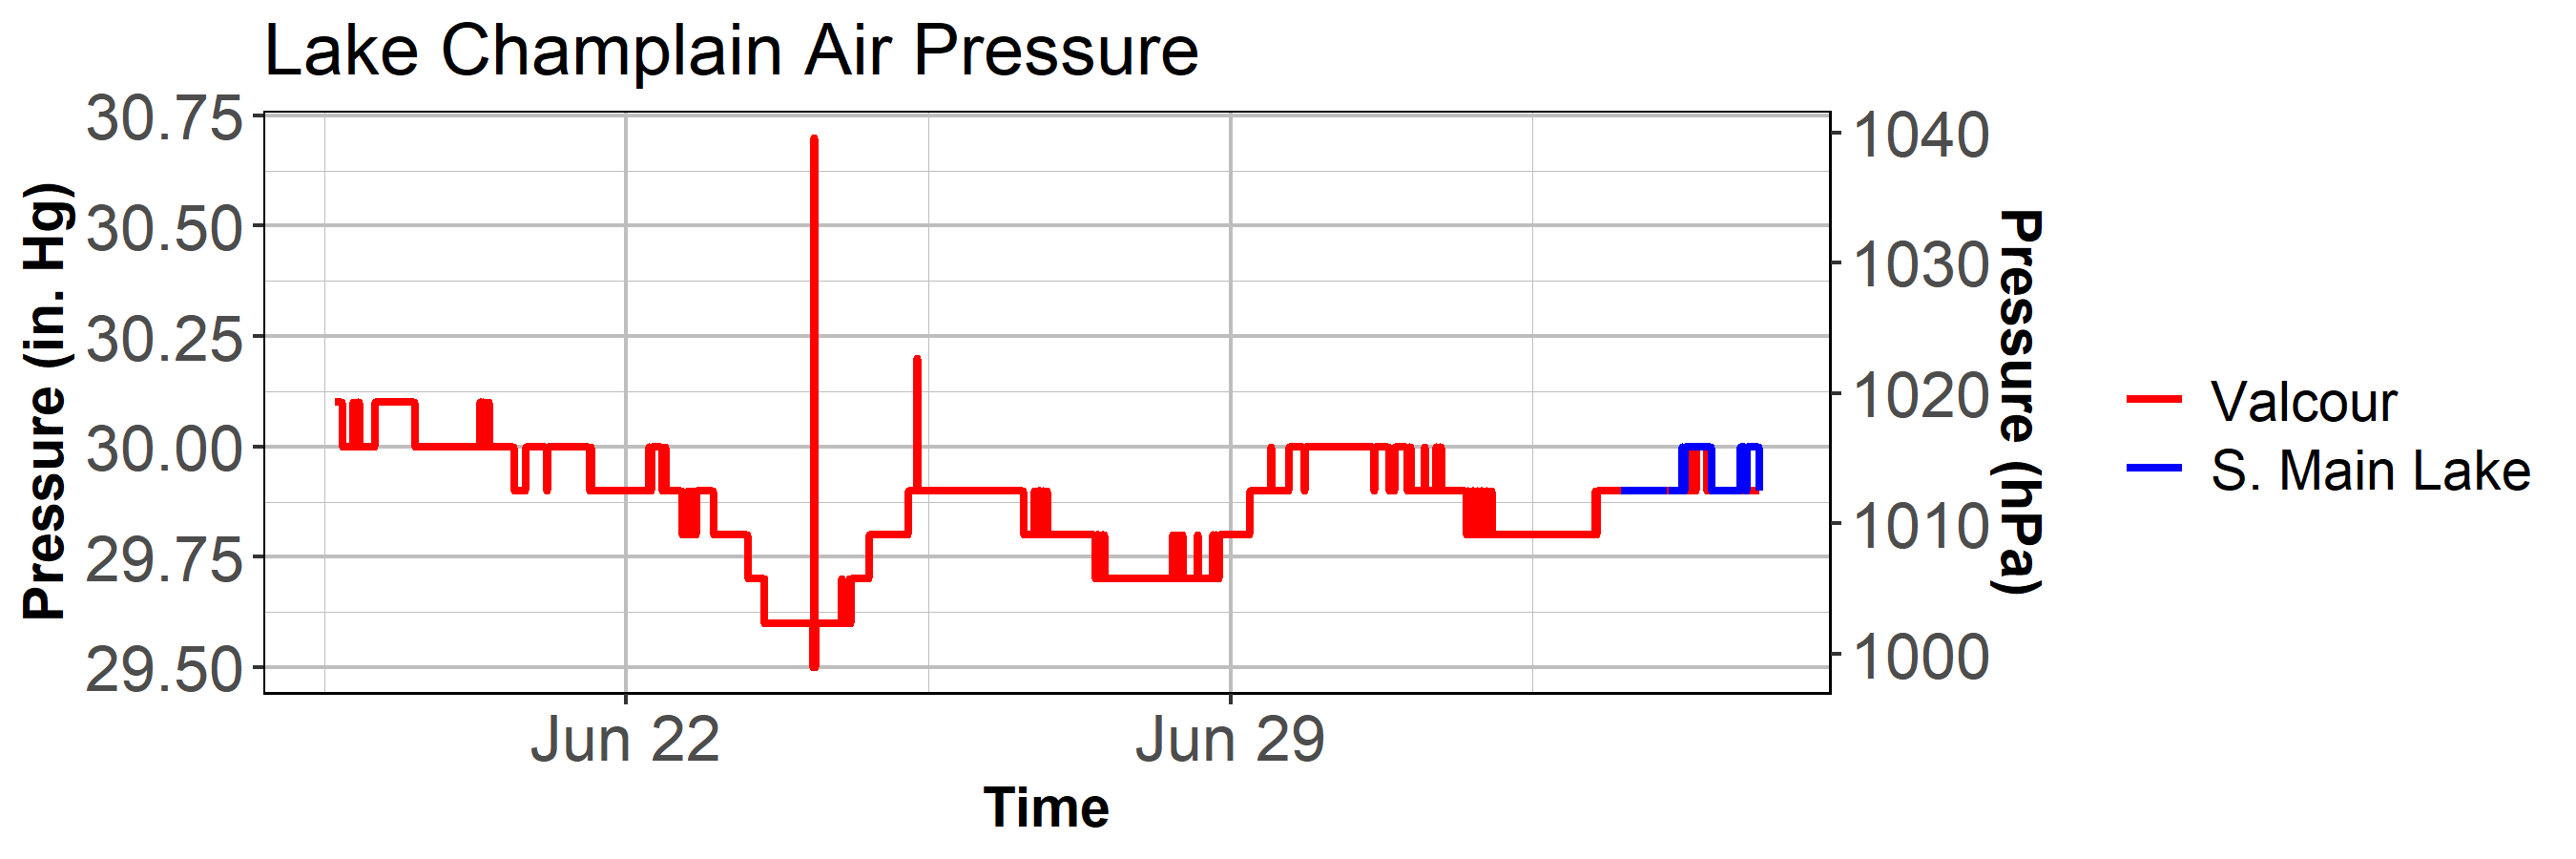 Lake Champlain Air Pressure
Pressure (in. Hg)
30.75
30.50
30.25
30.00
29.75
29.50
1040
1030
1020
1010
1000
Pressure (hPa)
Jun 22
Jun 29
Time
Valcour
S. Main Lake